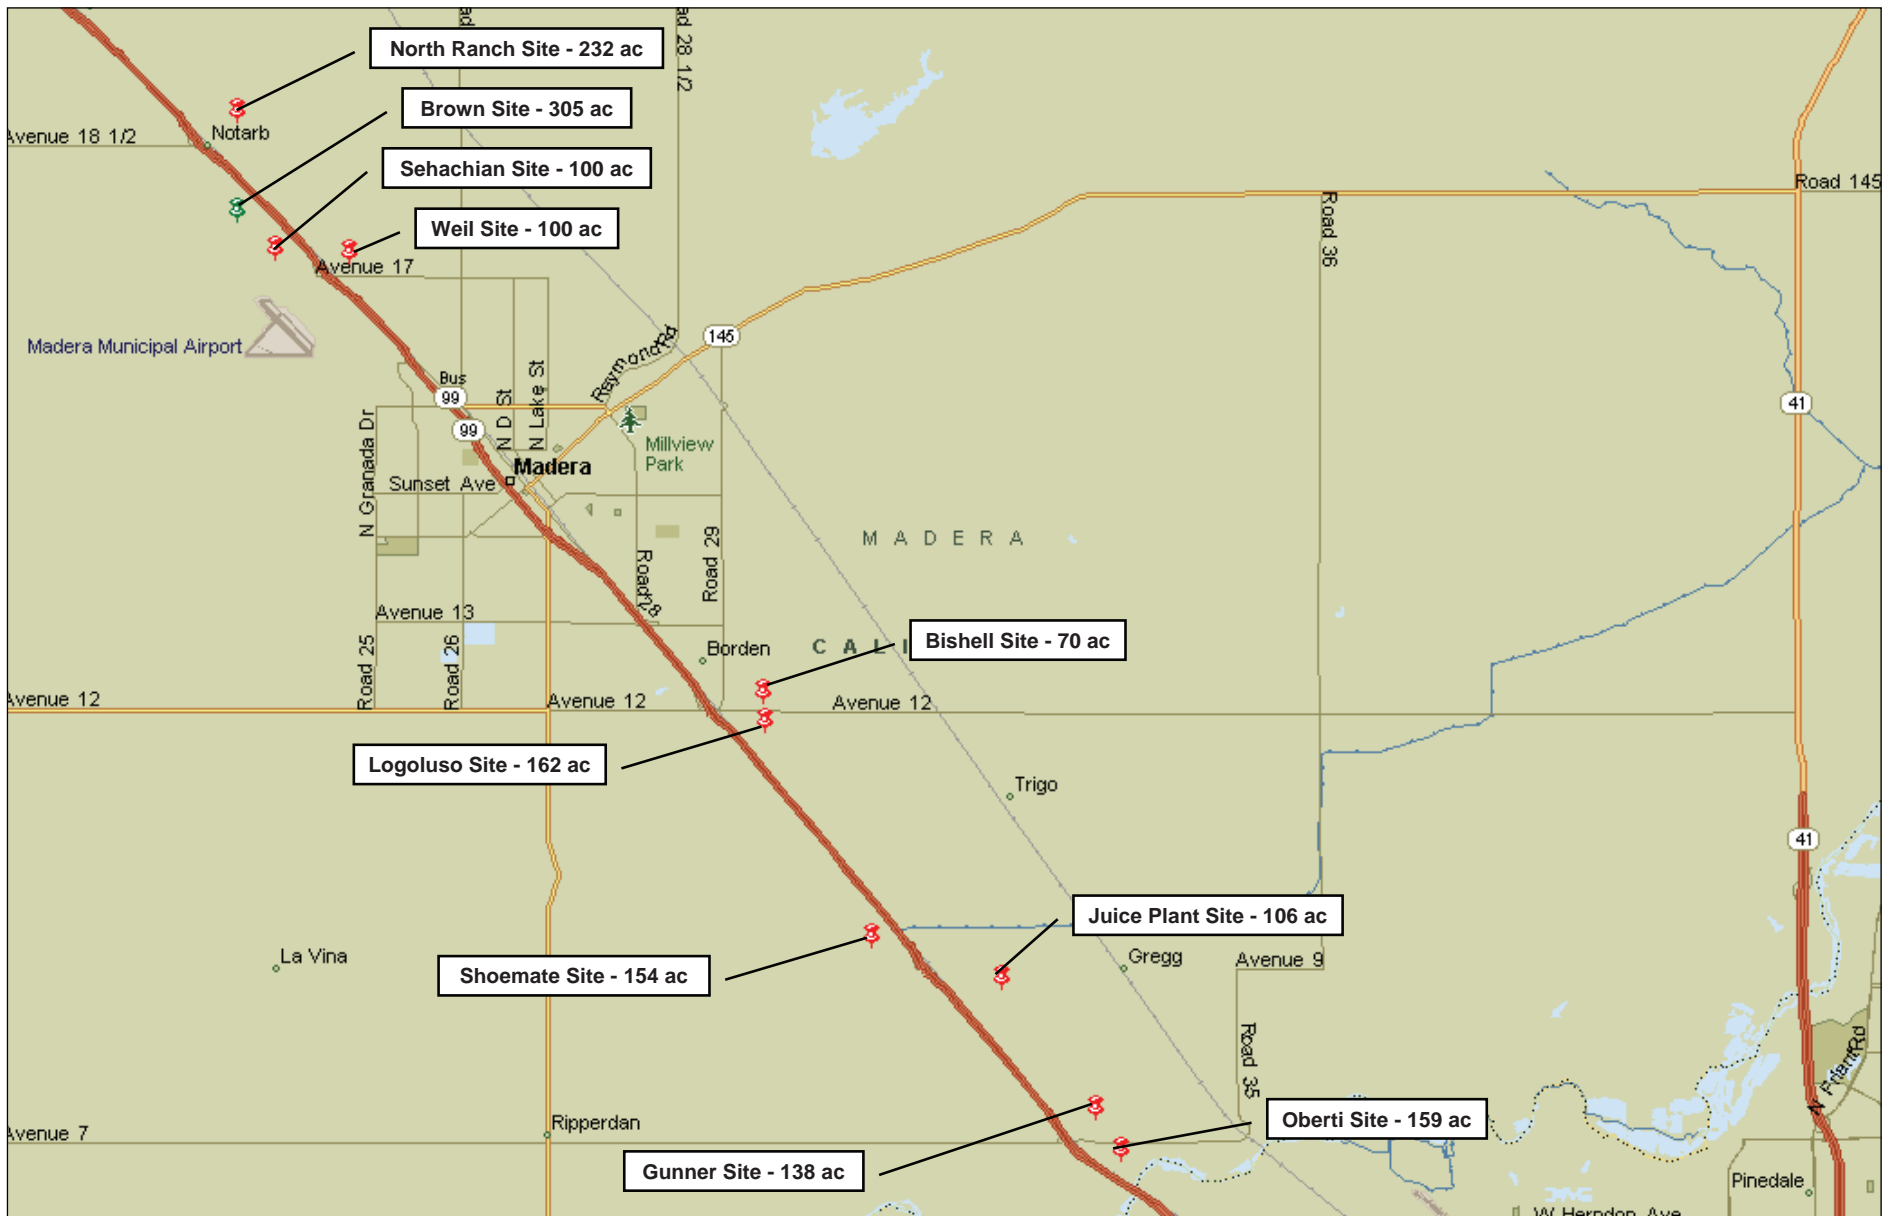 ad
ad 28 1/2
North Ranch Site - 232 ac
Brown Site - 305 ac
Avenue 18 1/2
Notarb
Sehachian Site - 100 ac
Road 145
Weil Site - 100 ac
Road 36
Avenue 17
Madera Municipal Airport
Raymond Rd
145
Bus
99
99
41
N D St
N Lake St
N Granada Dr
Millview
Park
Madera
Sunset Ave
MADERA
Road 29
Road 28
Avenue 13
Road 25
Road 26
Borden
CALI
Bishell Site - 70 ac
Avenue 12
Avenue 12
Avenue 12
Logoluso Site - 162 ac
Trigo
41
Juice Plant Site - 106 ac
La Vina
Shoemate Site - 154 ac
Gregg
Avenue 9
Road 35
N Friant Rd
Ripperdan
Avenue 7
Oberti Site - 159 ac
Gunner Site - 138 ac
Pinedale
W Herndon Ave